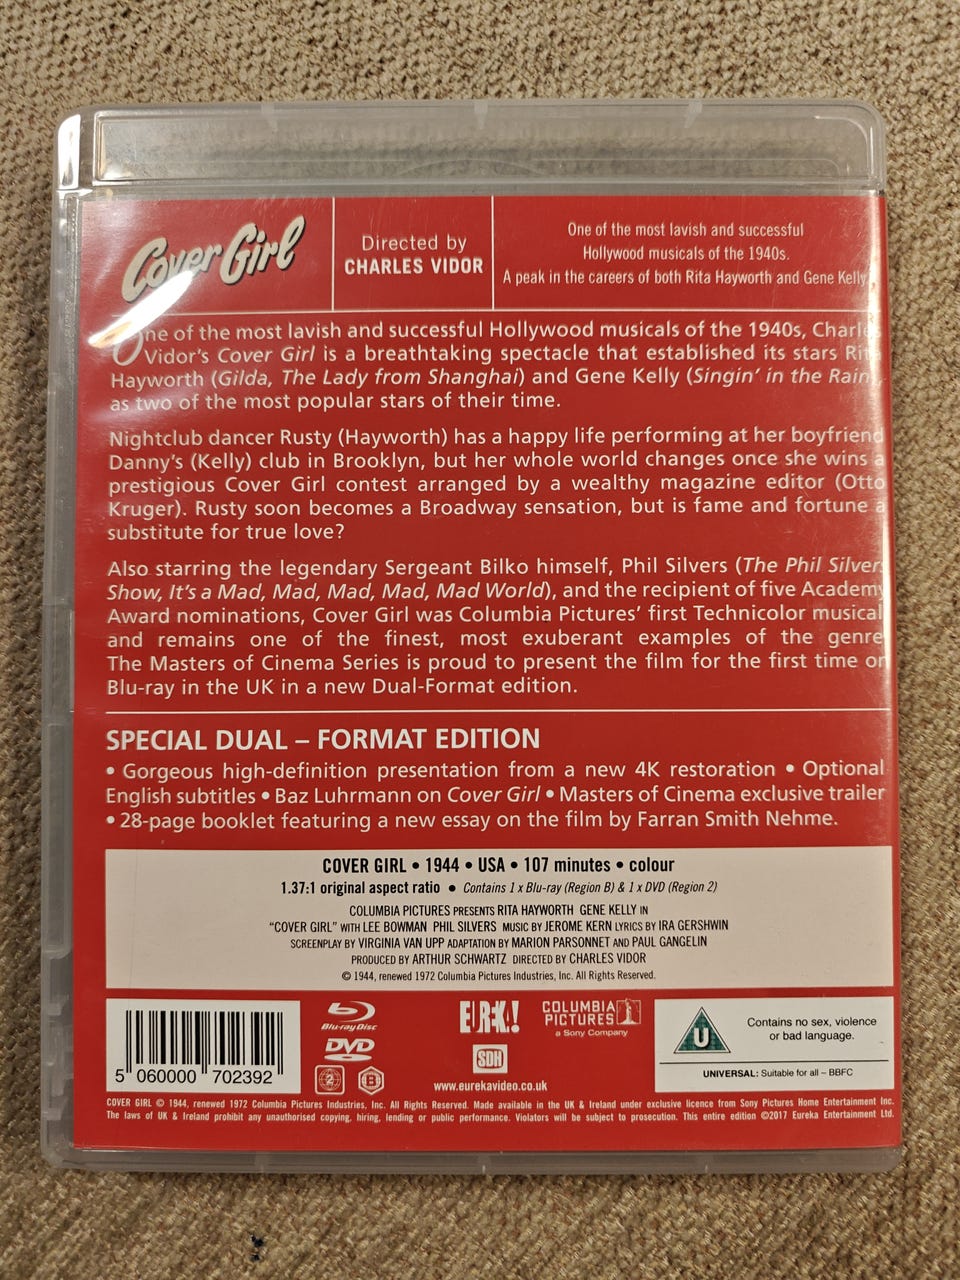 Cover Girl
Directed by
CHARLES VIDOR
One of the most lavish and successful
Hollywood musicals of the 1940s.
A peak in the careers of both Rita Hayworth and Gene Kelly
One of the most lavish and successful Hollywood musicals of the 1940s, Charles
Vidor's Cover Girl is a breathtaking spectacle that established its stars Rita
Hayworth (Gilda, The Lady from Shanghai) and Gene Kelly (Singin' in the Rain),
as two of the most popular stars of their time.
Nightclub dancer Rusty (Hayworth) has a happy life performing at her boyfriend
Danny's (Kelly) club in Brooklyn, but her whole world changes once she wins a
prestigious Cover Girl contest arranged by a wealthy magazine editor (Otto
Kruger). Rusty soon becomes a Broadway sensation, but is fame and fortune a
substitute for true love?
Also starring the legendary Sergeant Bilko himself, Phil Silvers (The Phil Silvers
Show, It's a Mad, Mad, Mad, Mad, Mad World), and the recipient of five Academy
Award nominations, Cover Girl was Columbia Pictures' first Technicolor musical
and remains one of the finest, most exuberant examples of the genre
The Masters of Cinema Series is proud to present the film for the first time on
Blu-ray in the UK in a new Dual-Format edition.
SPECIAL DUAL – FORMAT EDITION
• Gorgeous high-definition presentation from a new 4K restoration • Optional
English subtitles • Baz Luhrmann on Cover Girl • Masters of Cinema exclusive trailer
• 28-page booklet featuring a new essay on the film by Farran Smith Nehme.
COVER GIRL • 1944 • USA • 107 minutes • colour
1.37:1 original aspect ratio • Contains 1 x Blu-ray (Region B) & 1 x DVD (Region 2)
COLUMBIA PICTURES PRESENTS RITA HAYWORTH GENE KELLY IN
"COVER GIRL" WITH LEE BOWMAN PHIL SILVERS MUSIC BY JEROME KERN LYRICS BY IRA GERSHWIN
SCREENPLAY BY VIRGINIA VAN UPP ADAPTATION BY MARION PARSONNET AND PAUL GANGELIN
PRODUCED BY ARTHUR SCHWARTZ DIRECTED BY CHARLES VIDOR
© 1944, renewed 1972 Columbia Pictures Industries, Inc. All Rights Reserved.
5 060000 702392
Blu-ray Disc
DVD
2 B
EUREKA!
SDH
COLUMBIA
PICTURES
a Sony Company
www.eurekavideo.co.uk
U
Contains no sex, violence
or bad language.
UNIVERSAL: Suitable for all – BBFC
COVER GIRL © 1944, renewed 1972 Columbia Pictures Industries, Inc. All Rights Reserved. Made available in the UK & Ireland under exclusive licence from Sony Pictures Home Entertainment Inc.
The laws of UK & Ireland prohibit any unauthorised copying, hiring, lending or public performance. Violators will be subject to prosecution. This entire edition ©2017 Eureka Entertainment Ltd.